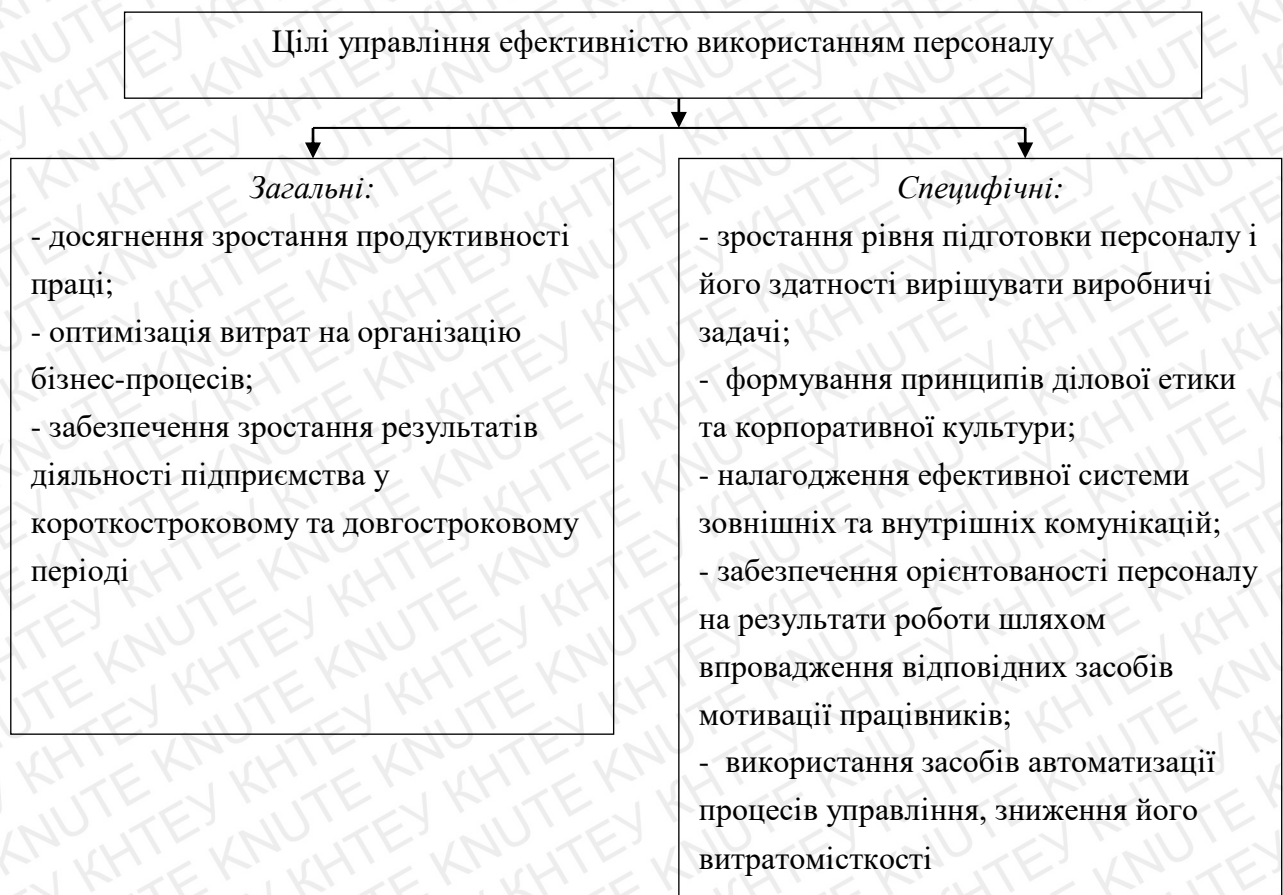 Цілі управління ефективністю використанням персоналу
Загальні:
- досягнення зростання продуктивності
праці;
- оптимізація витрат на організацію
бізнес-процесів;
- забезпечення зростання результатів
діяльності підприємства у
короткостроковому та довгостроковому
періоді
Специфічні:
- зростання рівня підготовки персоналу і
його здатності вирішувати виробничі
задачі;
- формування принципів ділової етики
та корпоративної культури;
- налагодження ефективної системи
зовнішніх та внутрішніх комунікацій;
- забезпечення орієнтованості персоналу
на результати роботи шляхом
впровадження відповідних засобів
мотивації працівників;
- використання засобів автоматизації
процесів управління, зниження його
витратомісткості